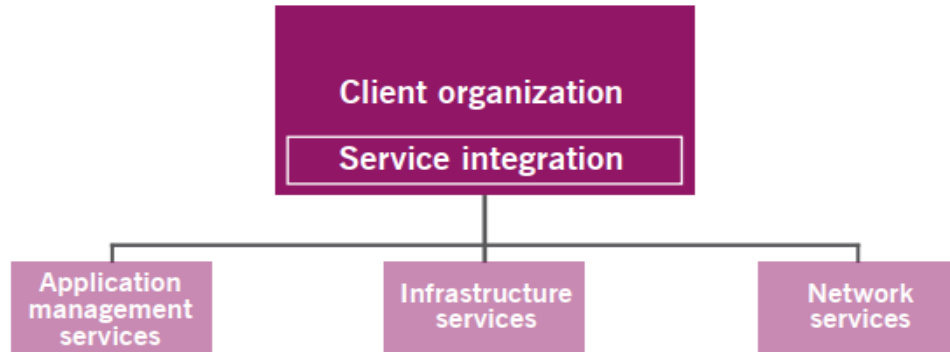 Client organization
Service integration
Application
management
services
Infrastructure
services
Network
services